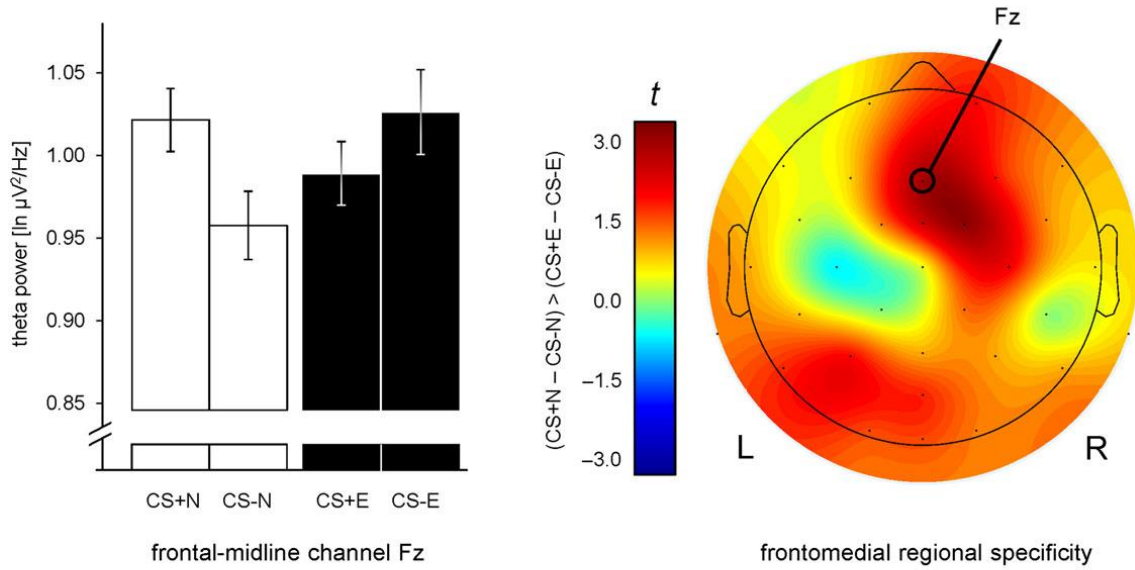 theta power [ln µV²/Hz]
1.05
1.00
0.95
0.90
0.85
CS+N CS-N CS+E CS-E
frontal-midline channel Fz
t
3.0
1.5
0.0
–1.5
–3.0
(CS+N – CS-N) > (CS+E – CS-E)
Fz
L
R
frontomedial regional specificity